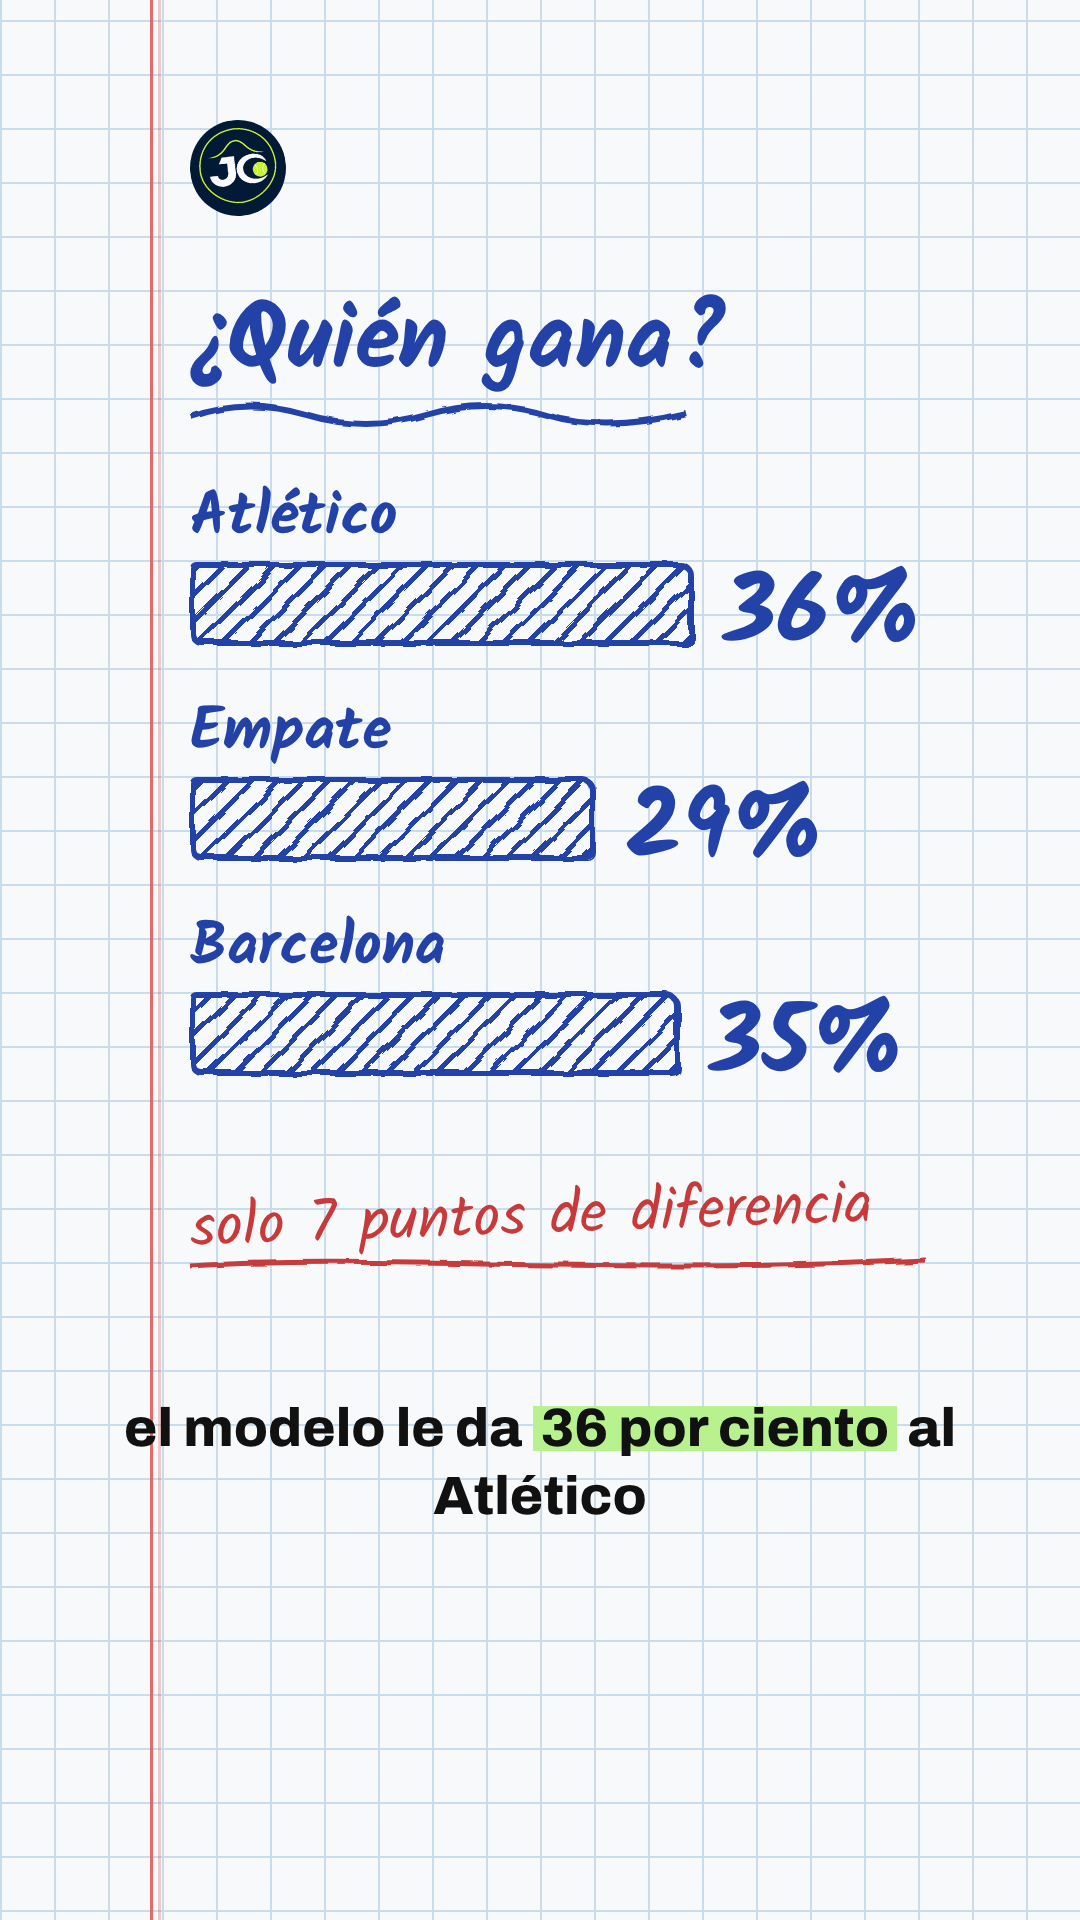 JC
¿Quién gana?
Atlético
36%
Empate
29%
Barcelona
35%
solo 7 puntos de diferencia
el modelo le da 36 por ciento al
Atlético